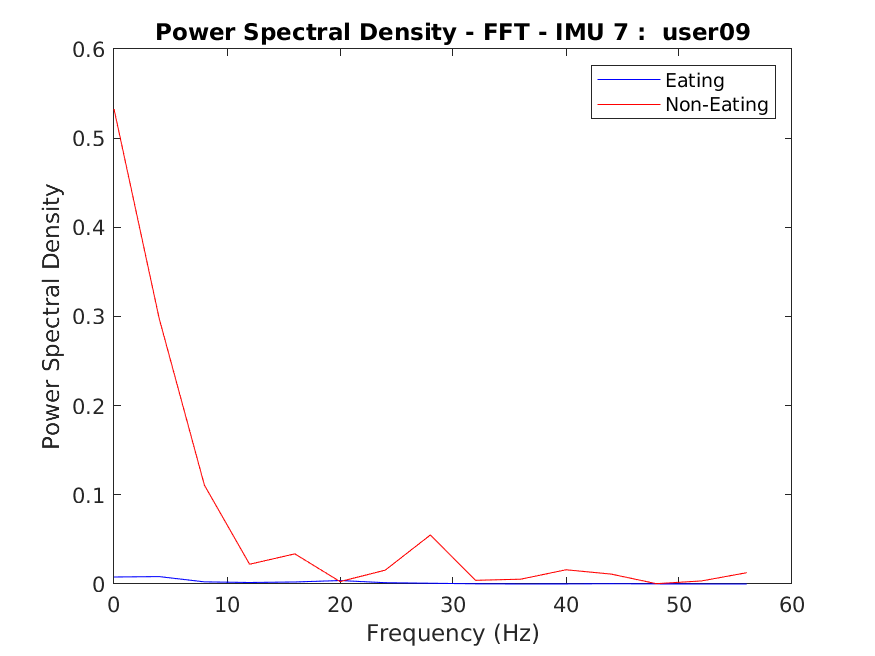 Power Spectral Density - FFT - IMU 7 :  user09
Eating
Non-Eating
Power Spectral Density
0.6
0.5
0.4
0.3
0.2
0.1
0
0 10 20 30 40 50 60
Frequency (Hz)